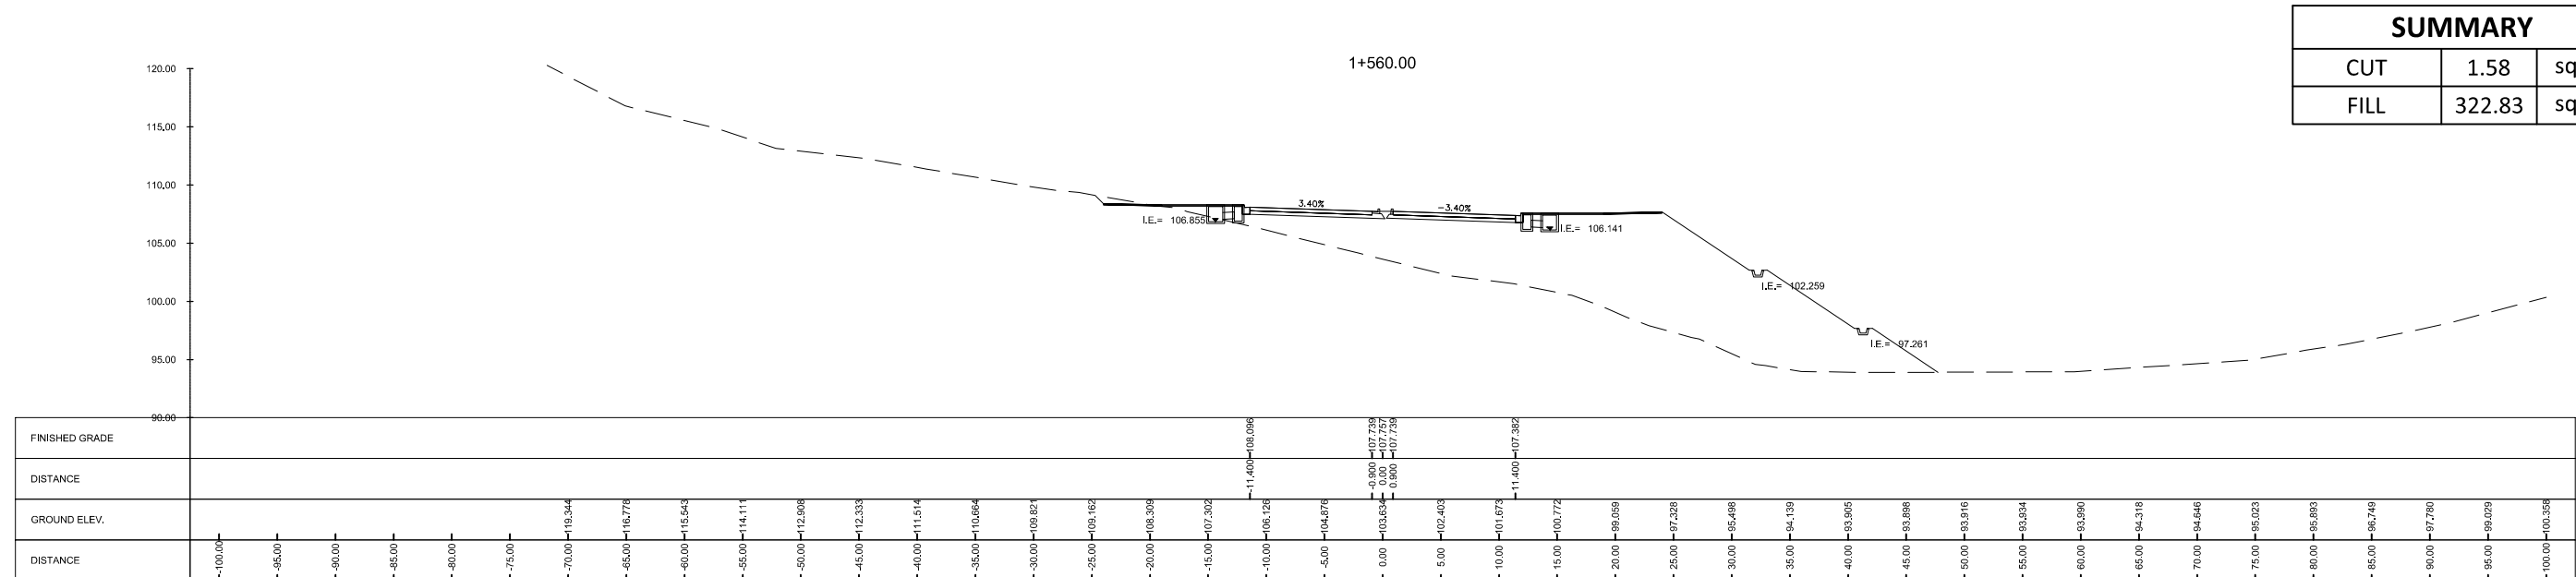 SUMMARY
CUT 1.58 sq
FILL 322.83 sq
1+560.00
120.00
115.00
110.00
105.00
100.00
95.00
90.00
3.40%
-3.40%
I.E.= 106.855
I.E.= 106.141
I.E.= 102.259
I.E.= 97.261
FINISHED GRADE 108.096 107.739 107.757 107.739 107.382
DISTANCE -11.400 -0.900 0.00 0.900 11.400
GROUND ELEV. 119.344 116.778 115.543 114.111 112.908 112.333 111.514 110.664 109.821 109.162 108.309 107.302 106.126 104.876 103.634 102.403 101.673 100.772 99.059 97.328 95.498 94.139 93.905 93.898 93.916 93.934 93.990 94.318 94.646 95.023 95.893 96.749 97.780 99.029 100.358
DISTANCE -100.00 -95.00 -90.00 -85.00 -80.00 -75.00 -70.00 -65.00 -60.00 -55.00 -50.00 -45.00 -40.00 -35.00 -30.00 -25.00 -20.00 -15.00 -10.00 -5.00 0.00 5.00 10.00 15.00 20.00 25.00 30.00 35.00 40.00 45.00 50.00 55.00 60.00 65.00 70.00 75.00 80.00 85.00 90.00 95.00 100.00